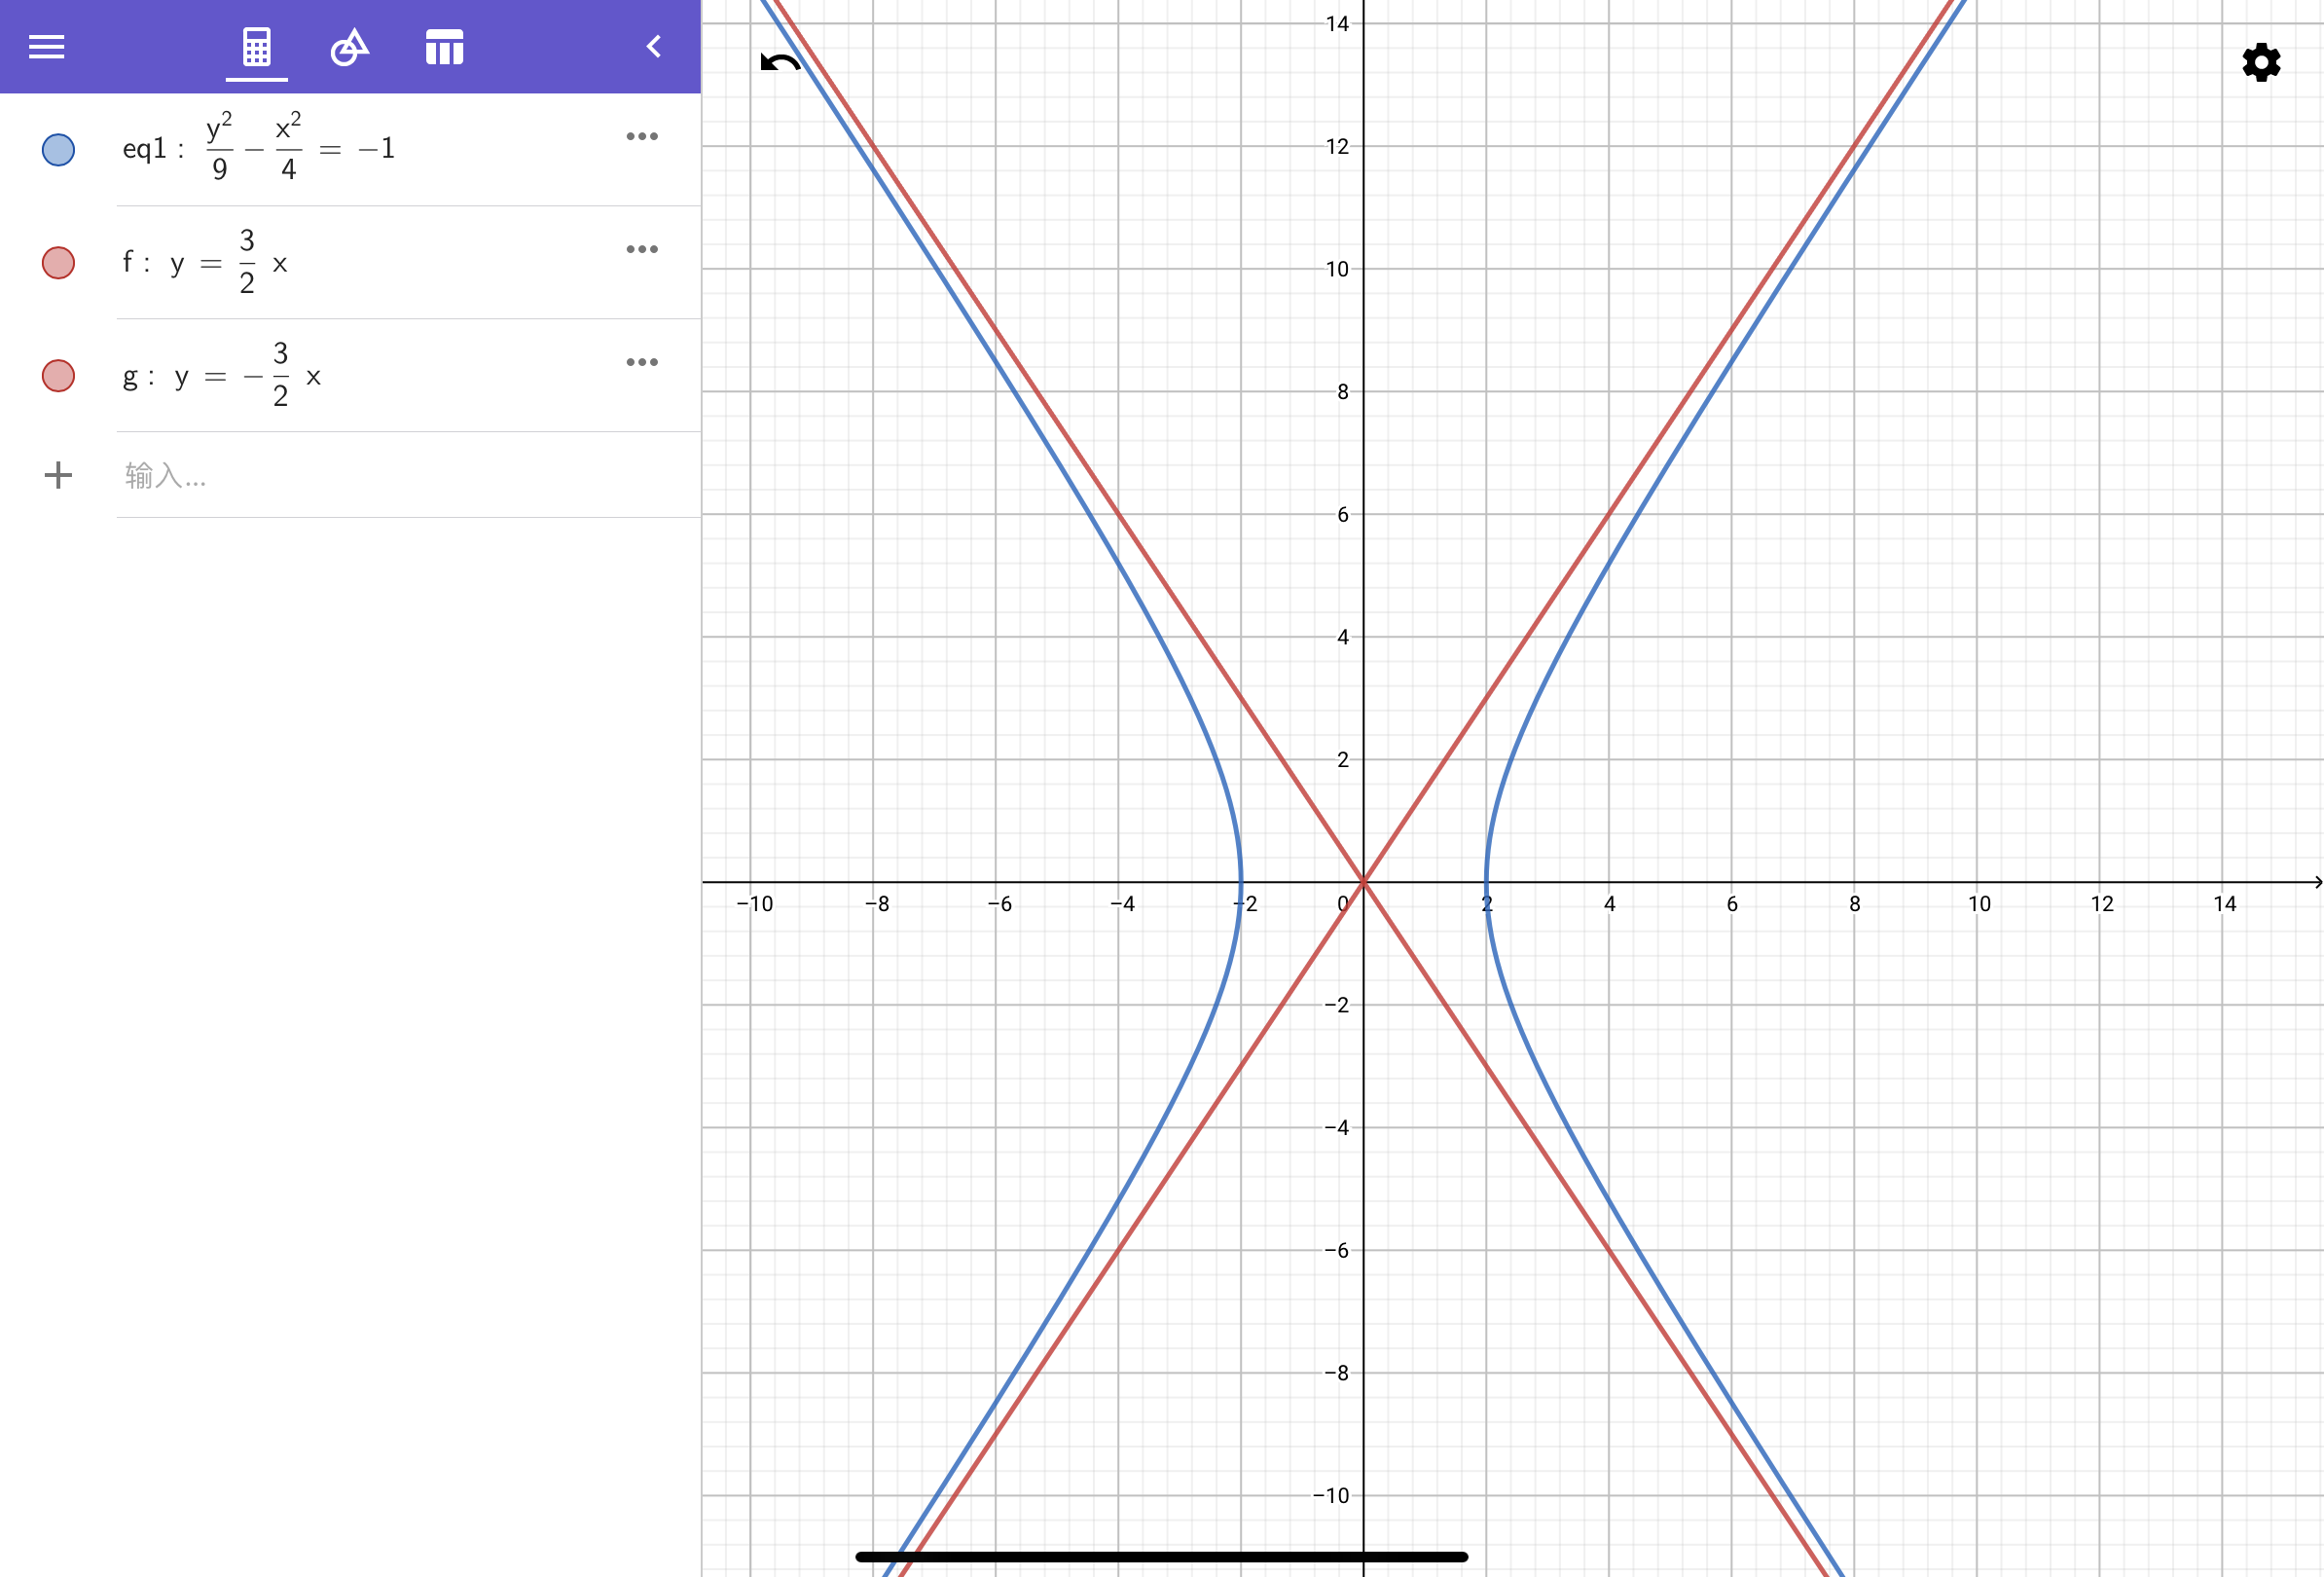 eq1 : y²/9 − x²/4 = −1
f : y = 3/2 x
g : y = − 3/2 x
输入...
14
12
10
8
6
4
2
−10 −8 −6 −4 −2 0 2 4 6 8 10 12 14
−2
−4
−6
−8
−10